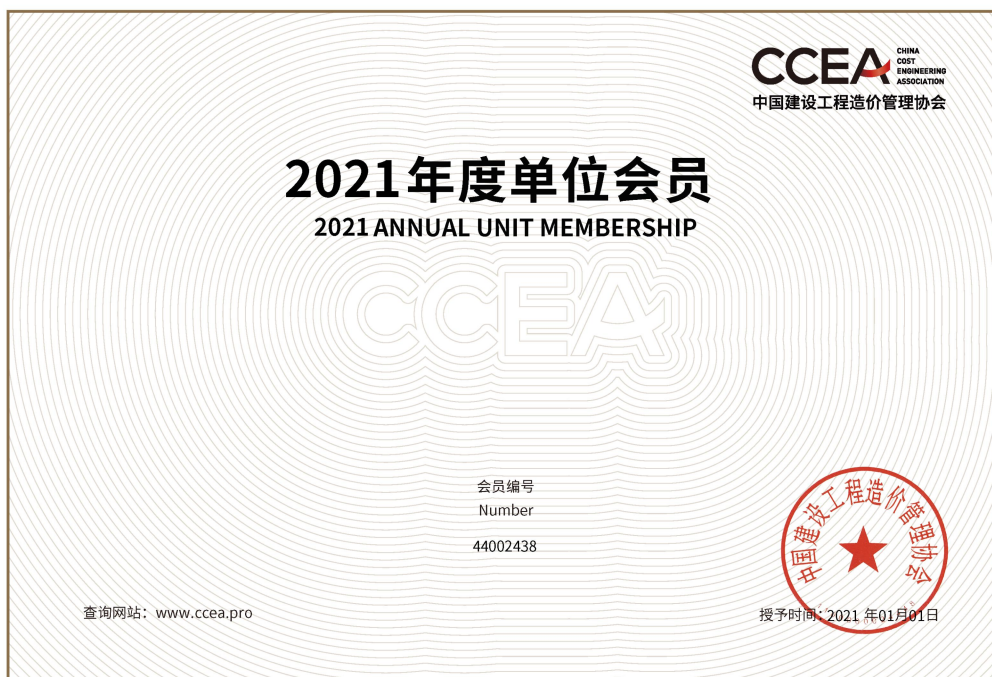 CCEA
CHINA
COST
ENGINEERING
ASSOCIATION
中国建设工程造价管理协会
2021年度单位会员
2021 ANNUAL UNIT MEMBERSHIP
CCEA
会员编号
Number
44002438
中国建设工程造价管理协会
查询网站：www.ccea.pro
授予时间：2021 年01月01日